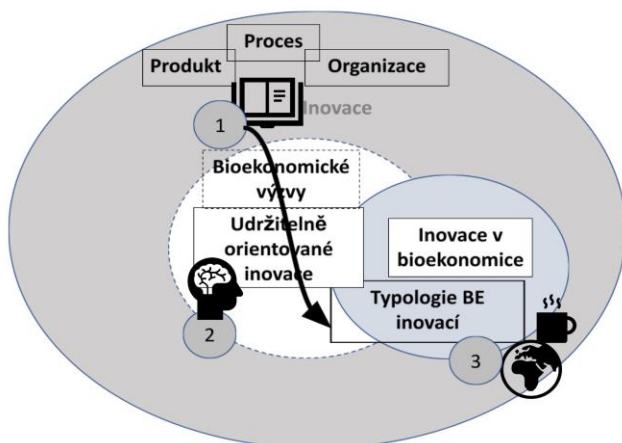 Proces
Produkt
Organizace
Inovace
1
Bioekonomické
výzvy
Udržitelně
orientované
inovace
Inovace v
bioekonomice
Typologie BE
inovací
2
3